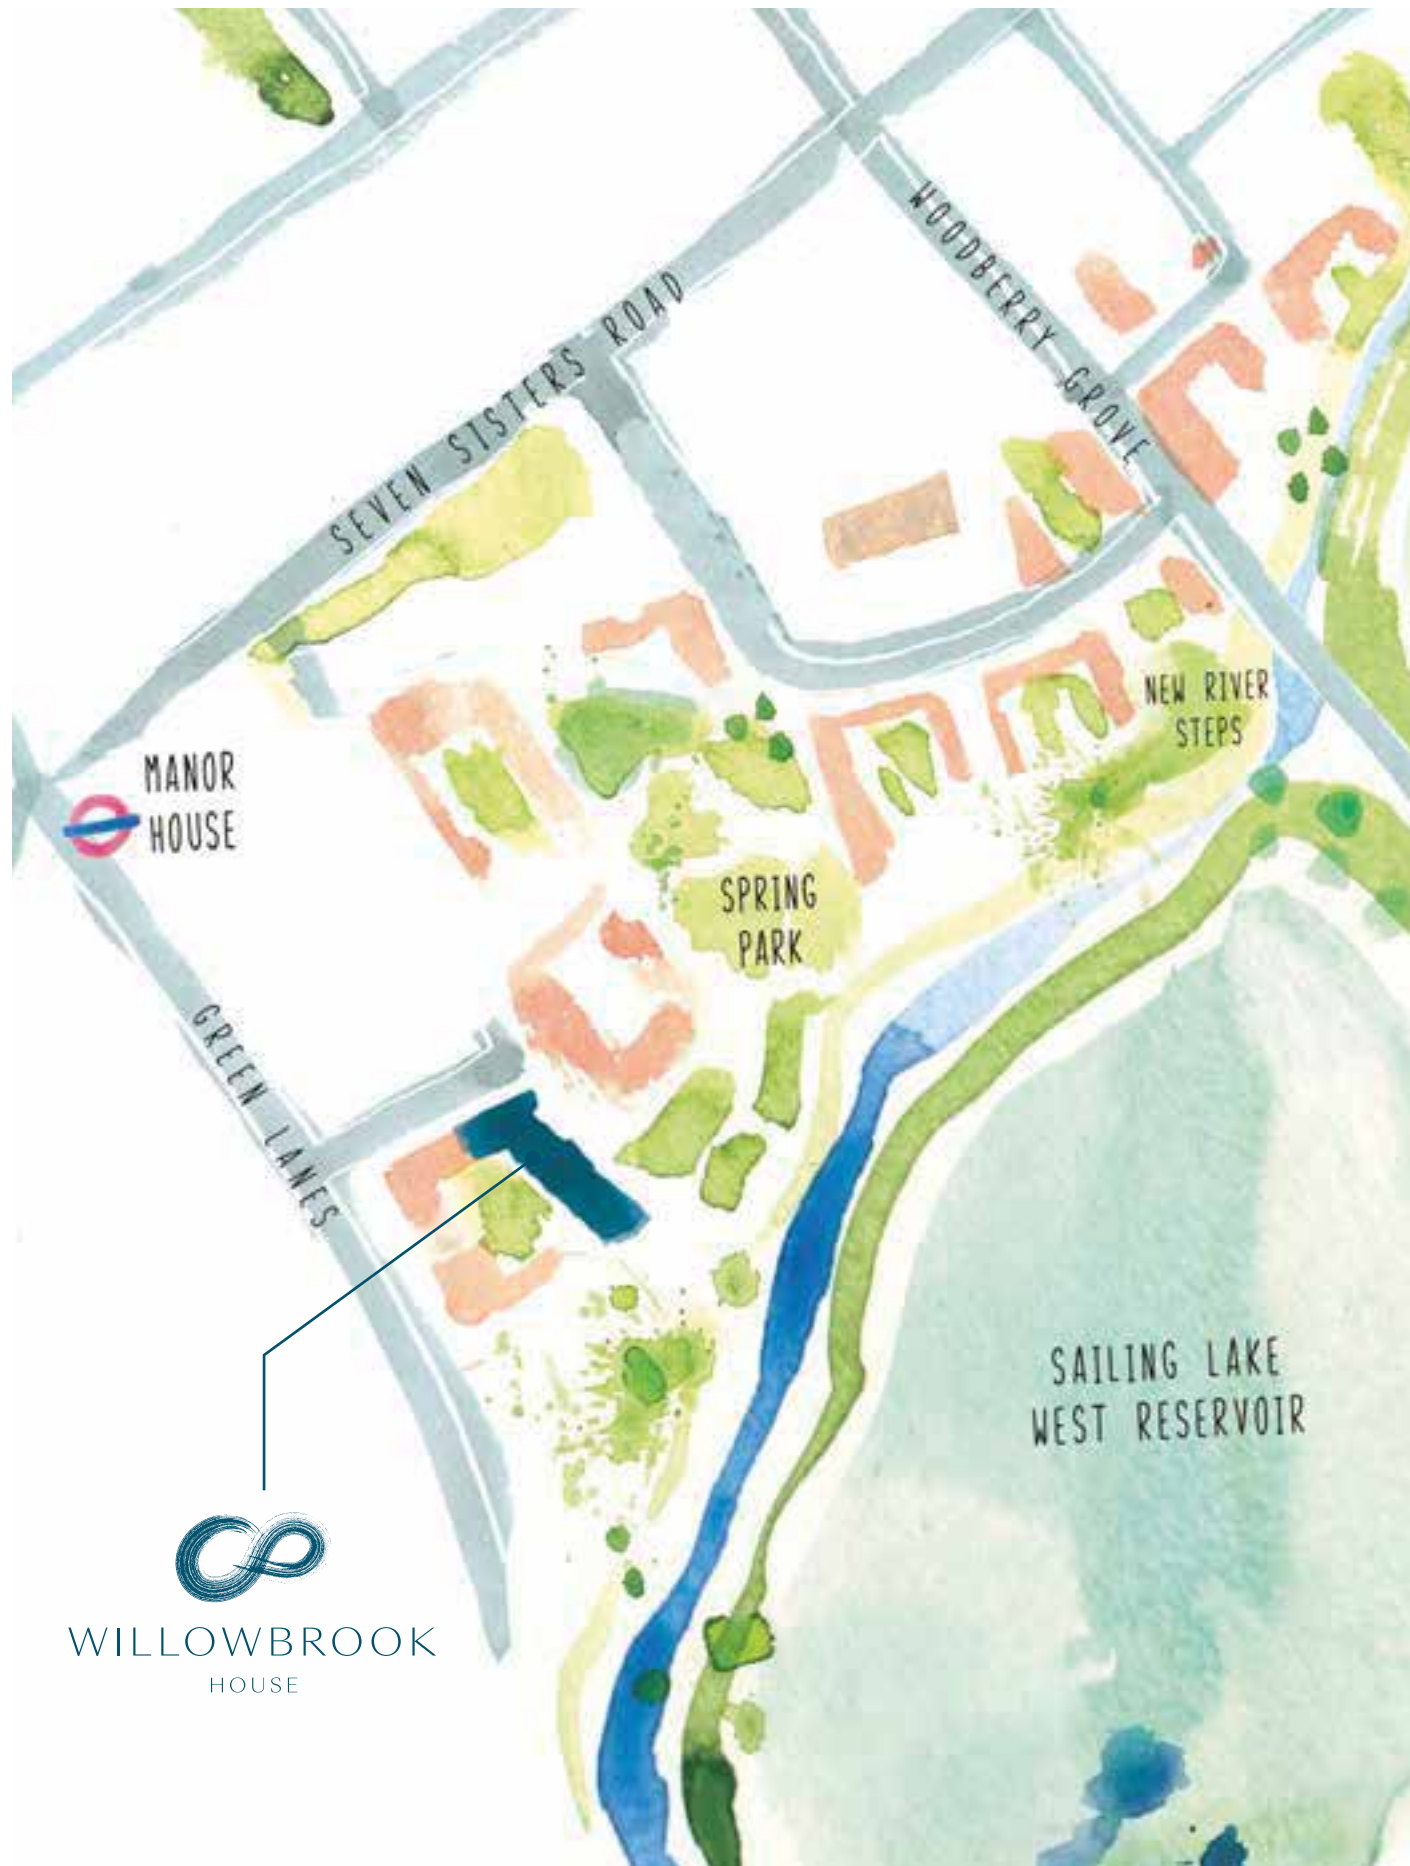 WOODBERRY GROVE
SEVEN SISTERS ROAD
NEW RIVER
STEPS
MANOR
HOUSE
SPRING
PARK
GREEN LANES
SAILING LAKE
WEST RESERVOIR
WILLOWBROOK
HOUSE